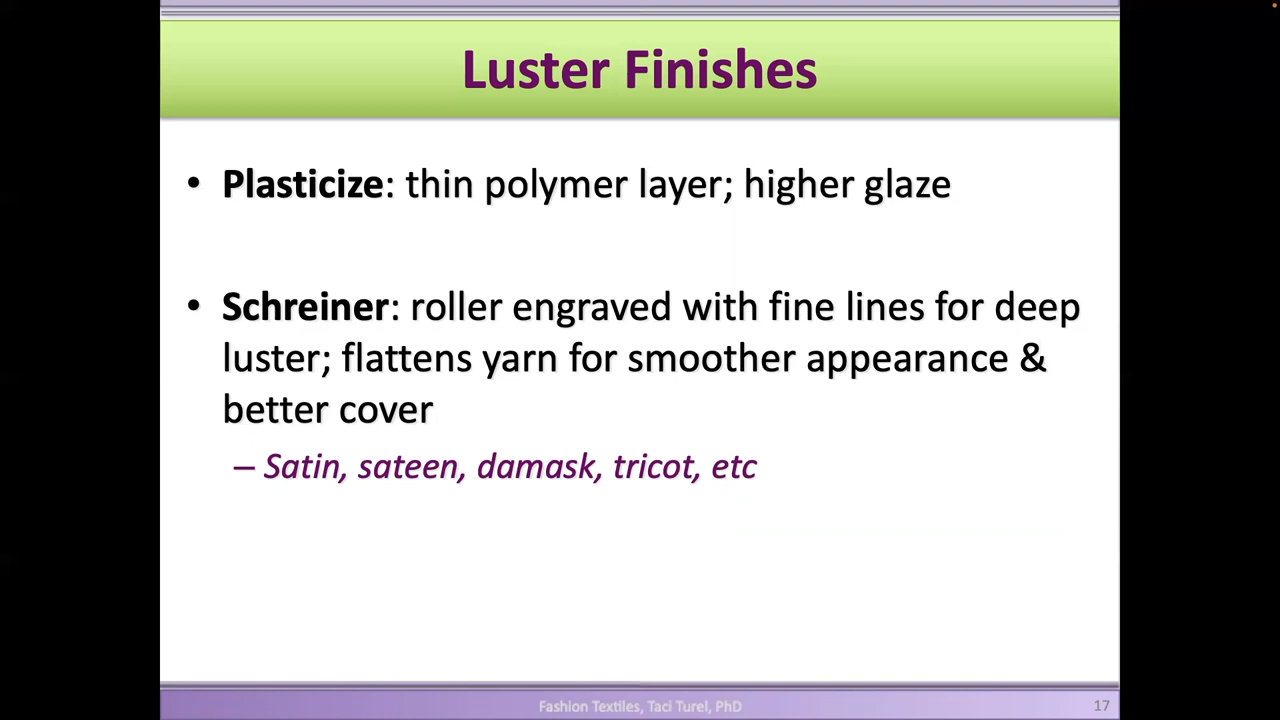 Luster Finishes
• Plasticize: thin polymer layer; higher glaze
• Schreiner: roller engraved with fine lines for deep
luster; flattens yarn for smoother appearance &
better cover
– Satin, sateen, damask, tricot, etc
Fashion Textiles, Taci Turel, PhD
17